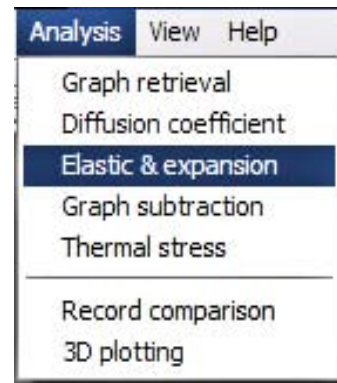 Analysis View Help
Graph retrieval
Diffusion coefficient
Elastic & expansion
Graph subtraction
Thermal stress
Record comparison
3D plotting